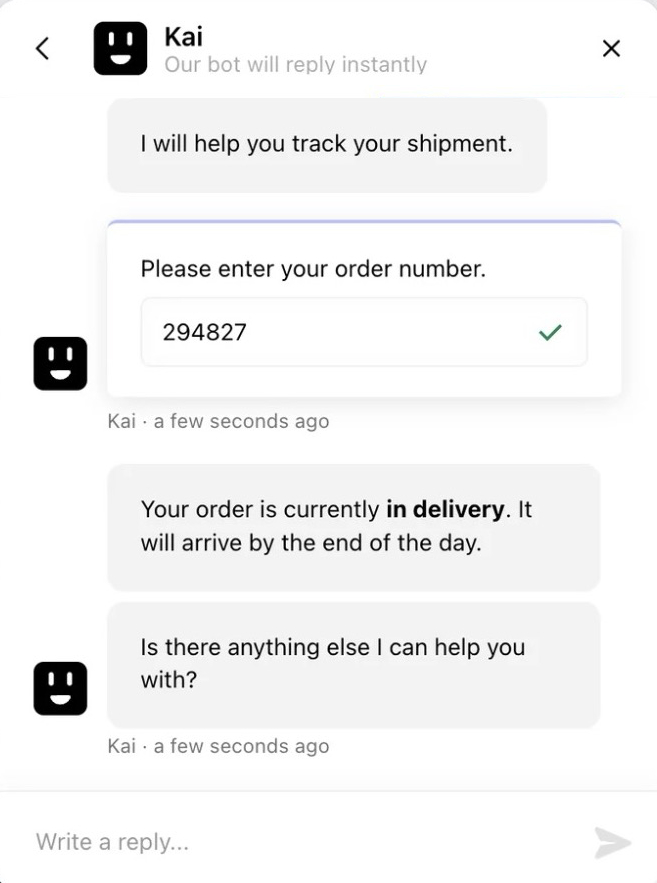 Kai
Our bot will reply instantly
I will help you track your shipment.
Please enter your order number.
294827
Kai · a few seconds ago
Your order is currently in delivery. It
will arrive by the end of the day.
Is there anything else I can help you
with?
Kai · a few seconds ago
Write a reply...